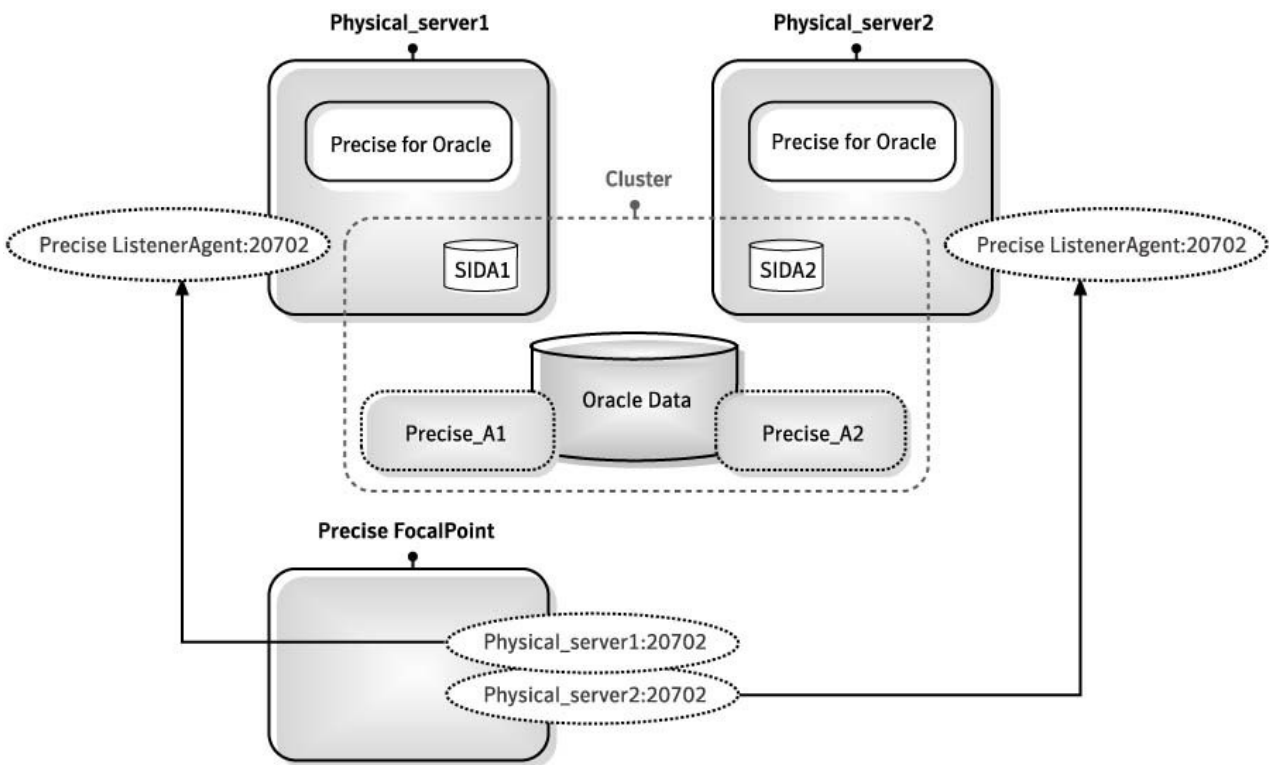 Physical_server1
Physical_server2
Precise for Oracle
Precise for Oracle
Cluster
Precise ListenerAgent:20702
Precise ListenerAgent:20702
SIDA1
SIDA2
Oracle Data
Precise_A1
Precise_A2
Precise FocalPoint
Physical_server1:20702
Physical_server2:20702